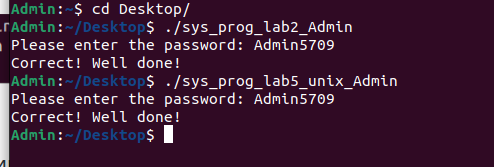 Admin:~$ cd Desktop/
Admin:~/Desktop$ ./sys_prog_lab2_Admin
Please enter the password: Admin5709
Correct! Well done!
Admin:~/Desktop$ ./sys_prog_lab5_unix_Admin
Please enter the password: Admin5709
Correct! Well done!
Admin:~/Desktop$